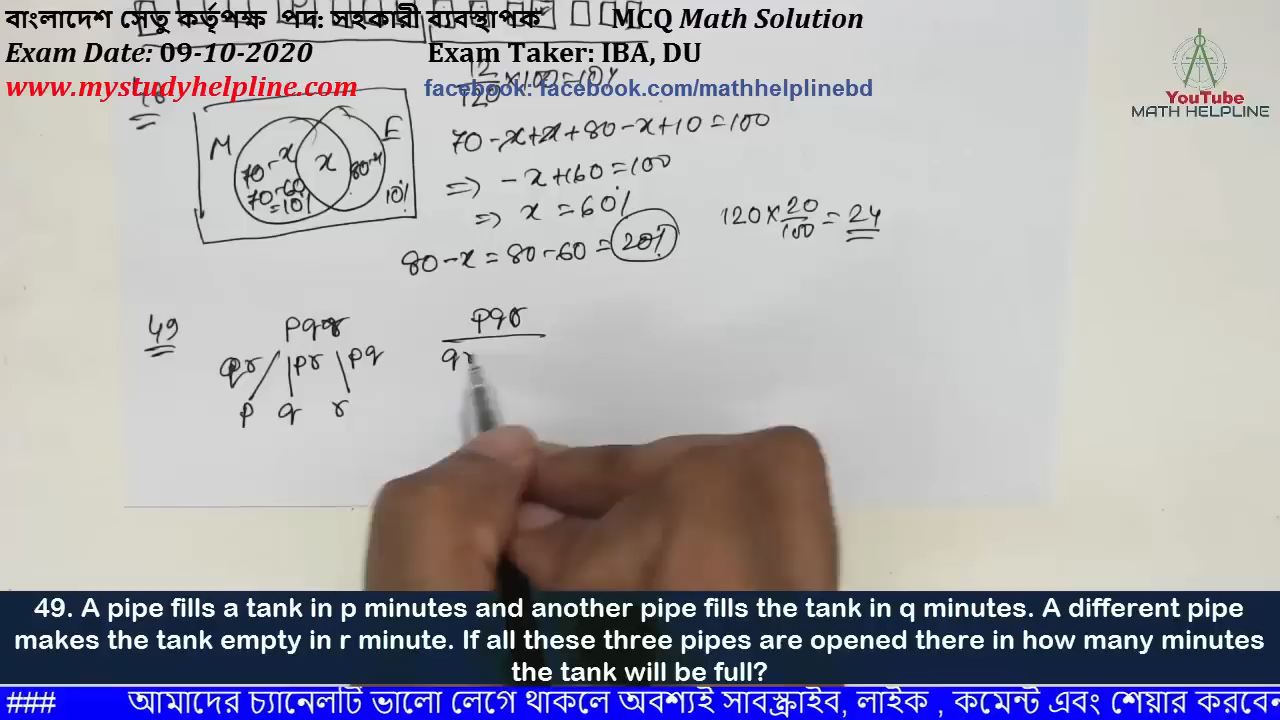 বাংলাদেশ সেতু কর্তৃপক্ষ পদ: সহকারী ব্যবস্থাপক MCQ Math Solution
Exam Date: 09-10-2020 Exam Taker: IBA, DU
www.mystudyhelpline.com facebook: facebook.com/mathhelplinebd
YouTube
MATH HELPLINE
12/120 × 100 = 10%
M E
70-x x 80-x
70-60
=10% 10%
70-x+x+80-x+10=100
⇒ -x+160=100
⇒ x=60%
80-x=80-60=20%
120×20/100=24
49
pqr
qr pr pq
p q r
pqr
qr
49. A pipe fills a tank in p minutes and another pipe fills the tank in q minutes. A different pipe
makes the tank empty in r minute. If all these three pipes are opened there in how many minutes
the tank will be full?
### আমাদের চ্যানেলটি ভালো লেগে থাকলে অবশ্যই সাবস্ক্রাইব, লাইক , কমেন্ট এবং শেয়ার করবেন